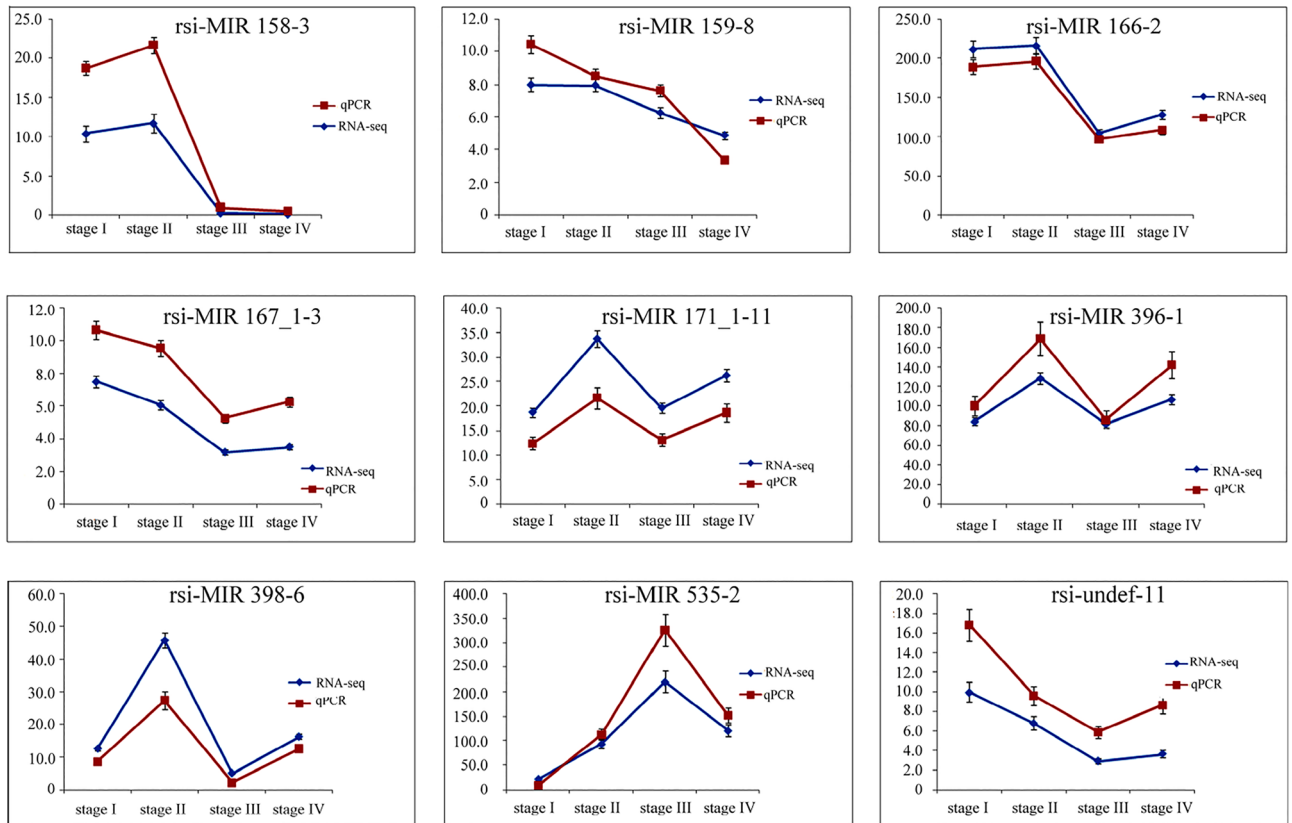 rsi-MIR 158-3
25.0
20.0
15.0
10.0
5.0
0
qPCR
RNA-seq
stage I stage II stage III stage IV
rsi-MIR 159-8
12.0
10.0
8.0
6.0
4.0
2.0
0
RNA-seq
qPCR
stage I stage II stage III stage IV
rsi-MIR 166-2
250.0
200.0
150.0
100.0
50.0
0
RNA-seq
qPCR
stage I stage II stage III stage IV
rsi-MIR 167_1-3
12.0
10.0
8.0
6.0
4.0
2.0
0
RNA-seq
qPCR
stage I stage II stage III stage IV
rsi-MIR 171_1-11
40.0
35.0
30.0
25.0
20.0
15.0
10.0
5.0
0
RNA-seq
qPCR
stage I stage II stage III stage IV
rsi-MIR 396-1
200.0
180.0
160.0
140.0
120.0
100.0
80.0
60.0
40.0
20.0
0
RNA-seq
qPCR
stage I stage II stage III stage IV
rsi-MIR 398-6
60.0
50.0
40.0
30.0
20.0
10.0
0
RNA-seq
qPCR
stage I stage II stage III stage IV
rsi-MIR 535-2
400.0
350.0
300.0
250.0
200.0
150.0
100.0
50.0
0
RNA-seq
qPCR
stage I stage II stage III stage IV
rsi-undef-11
20.0
18.0
16.0
14.0
12.0
10.0
8.0
6.0
4.0
2.0
0
RNA-seq
qPCR
stage I stage II stage III stage IV